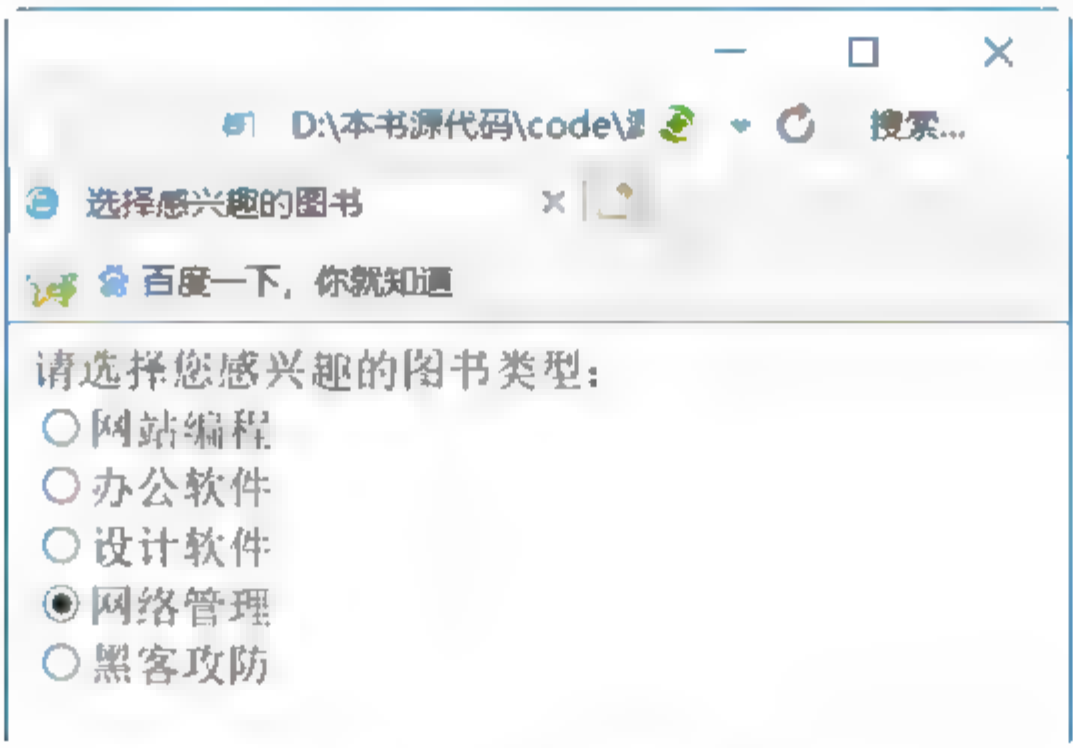 D:\本书源代码\code\
搜索...
选择感兴趣的图书
百度一下，你就知道
请选择您感兴趣的图书类型：
网站编程
办公软件
设计软件
网络管理
黑客攻防